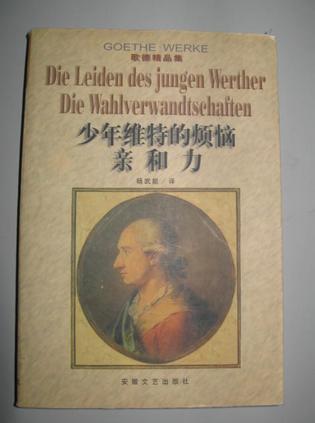 GOETHE WERKE
歌德精品集
Die Leiden des jungen Werther
Die Wahlverwandtschaften
少年维特的烦恼
亲和力
杨武能/译
安徽文艺出版社